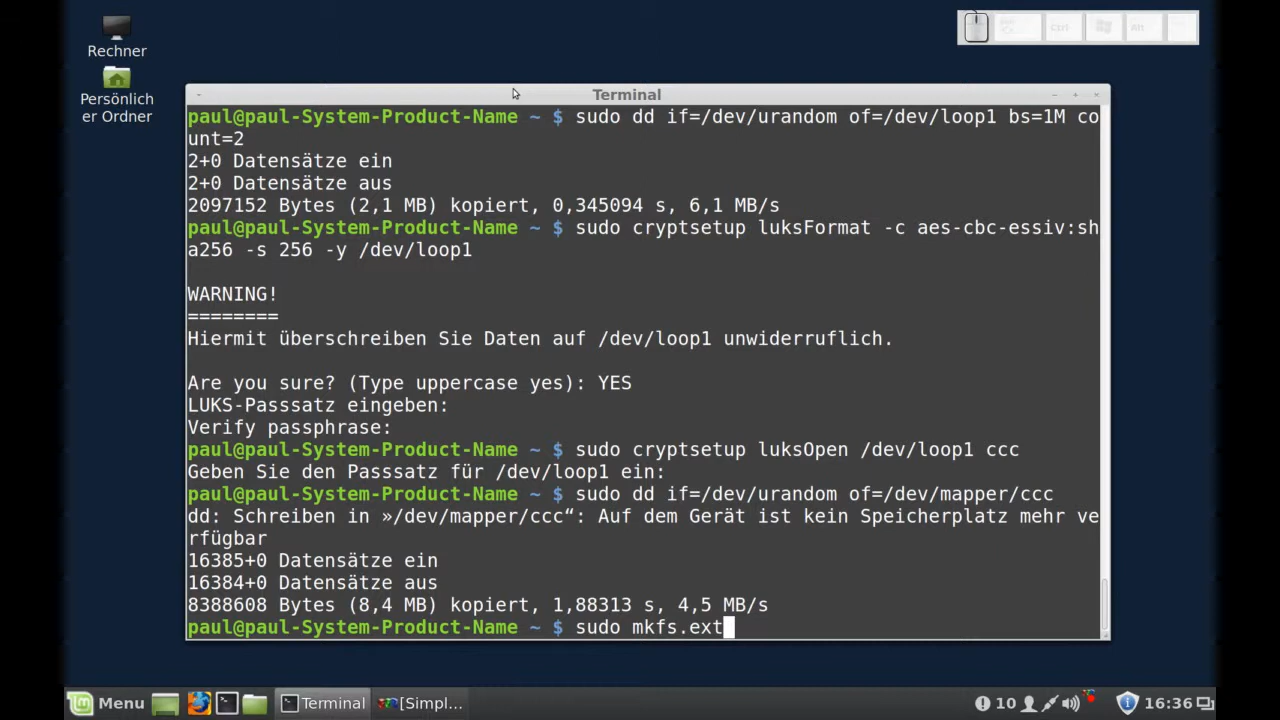 Rechner
Persönlich
er Ordner
Ctrl
Alt
Terminal
paul@paul-System-Product-Name ~ $ sudo dd if=/dev/urandom of=/dev/loop1 bs=1M co
unt=2
2+0 Datensätze ein
2+0 Datensätze aus
2097152 Bytes (2,1 MB) kopiert, 0,345094 s, 6,1 MB/s
paul@paul-System-Product-Name ~ $ sudo cryptsetup luksFormat -c aes-cbc-essiv:sh
a256 -s 256 -y /dev/loop1
WARNING!
========
Hiermit überschreiben Sie Daten auf /dev/loop1 unwiderruflich.
Are you sure? (Type uppercase yes): YES
LUKS-Passsatz eingeben:
Verify passphrase:
paul@paul-System-Product-Name ~ $ sudo cryptsetup luksOpen /dev/loop1 ccc
Geben Sie den Passsatz für /dev/loop1 ein:
paul@paul-System-Product-Name ~ $ sudo dd if=/dev/urandom of=/dev/mapper/ccc
dd: Schreiben in »/dev/mapper/ccc“: Auf dem Gerät ist kein Speicherplatz mehr ve
rfügbar
16385+0 Datensätze ein
16384+0 Datensätze aus
8388608 Bytes (8,4 MB) kopiert, 1,88313 s, 4,5 MB/s
paul@paul-System-Product-Name ~ $ sudo mkfs.ext
Menu
Terminal
[Simpl...
10
16:36